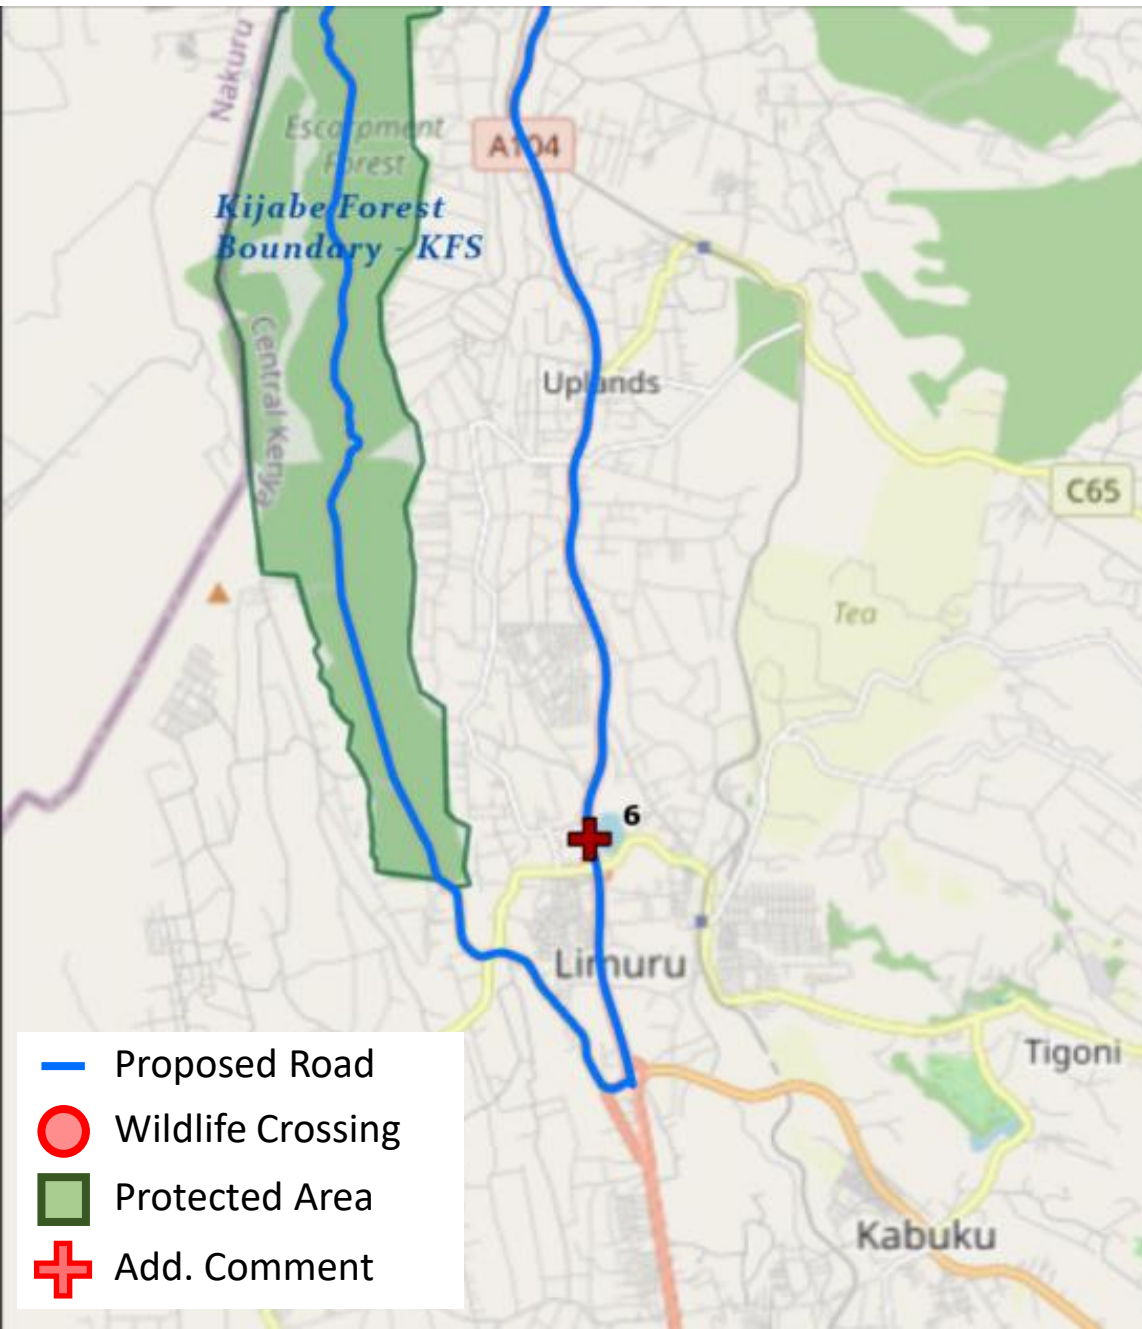 Nakuru
Escarpment
Forest
A104
Kijabe Forest
Boundary - KFS
Central Kenya
Uplands
C65
Tea
6
Limuru
Tigoni
Kabuku
Proposed Road
Wildlife Crossing
Protected Area
Add. Comment